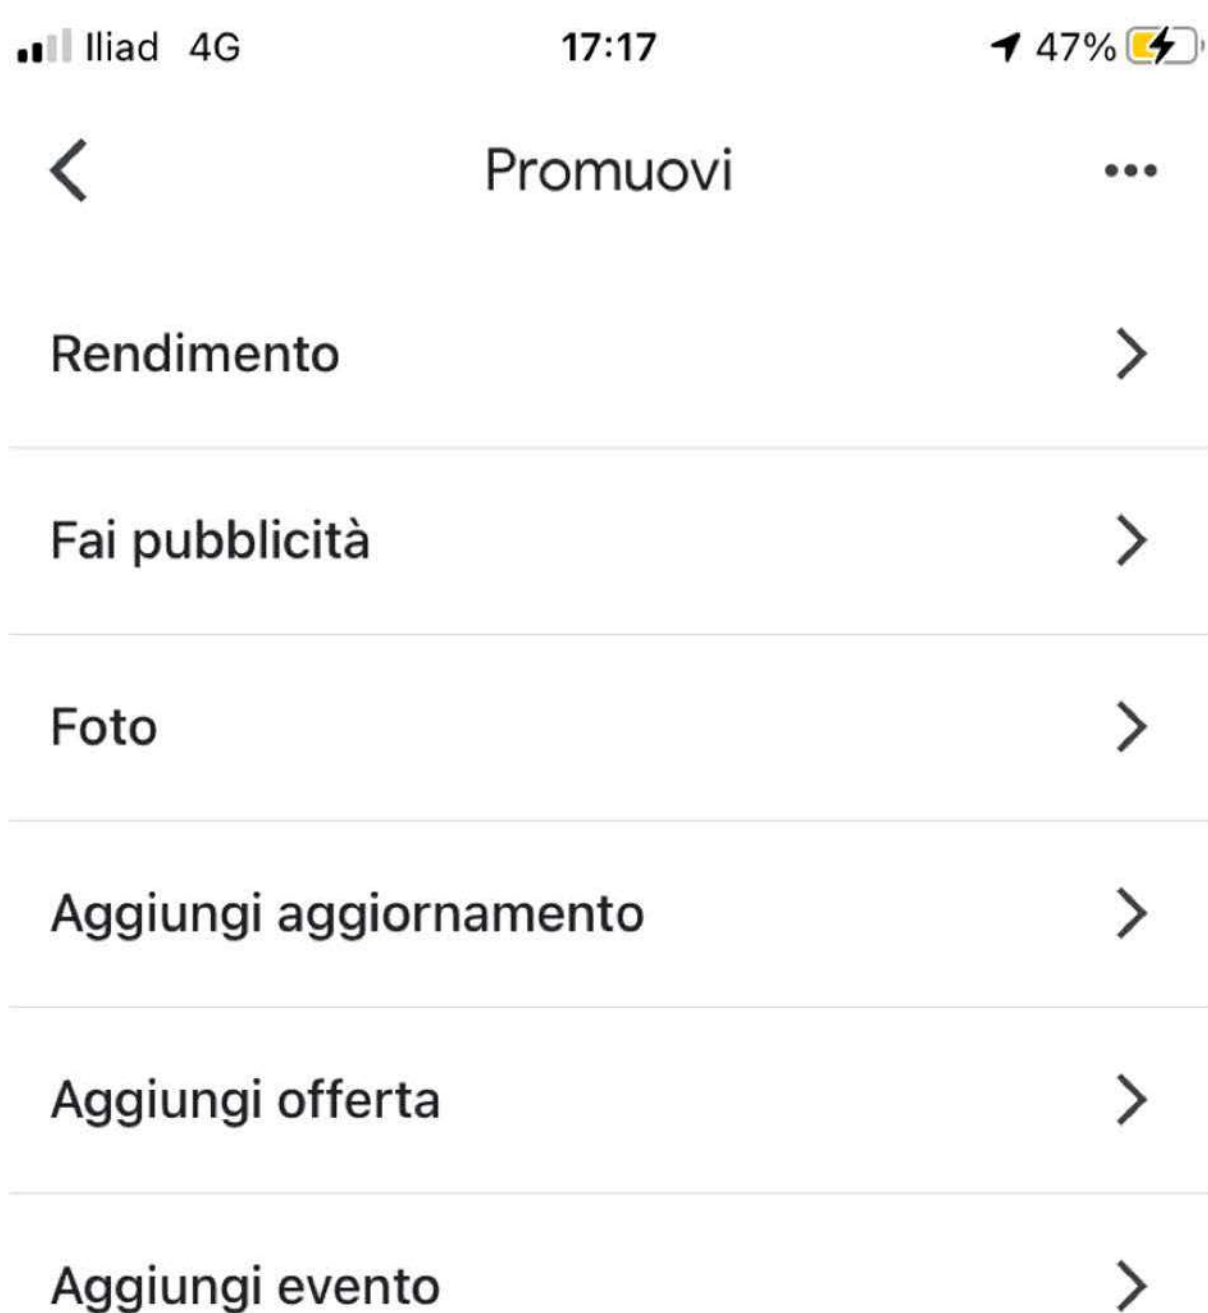 Iliad 4G 17:17 47%
Promuovi
Rendimento
Fai pubblicità
Foto
Aggiungi aggiornamento
Aggiungi offerta
Aggiungi evento